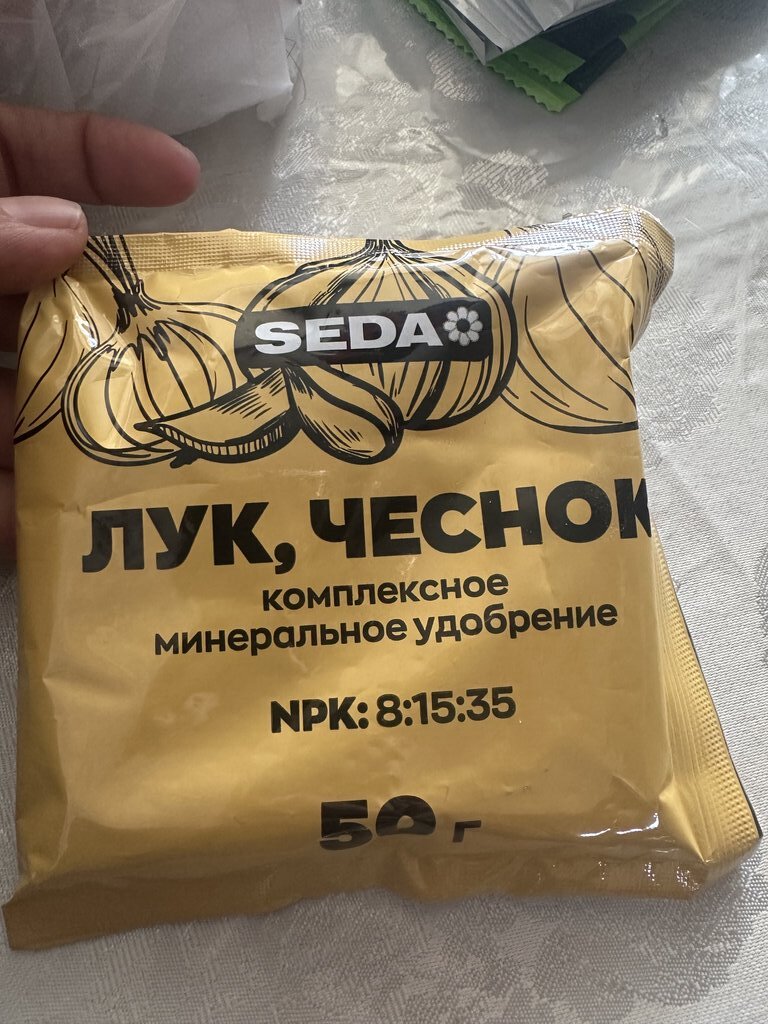 SEDA
ЛУК, ЧЕСНОК
комплексное
минеральное удобрение
NPK: 8:15:35
50 г